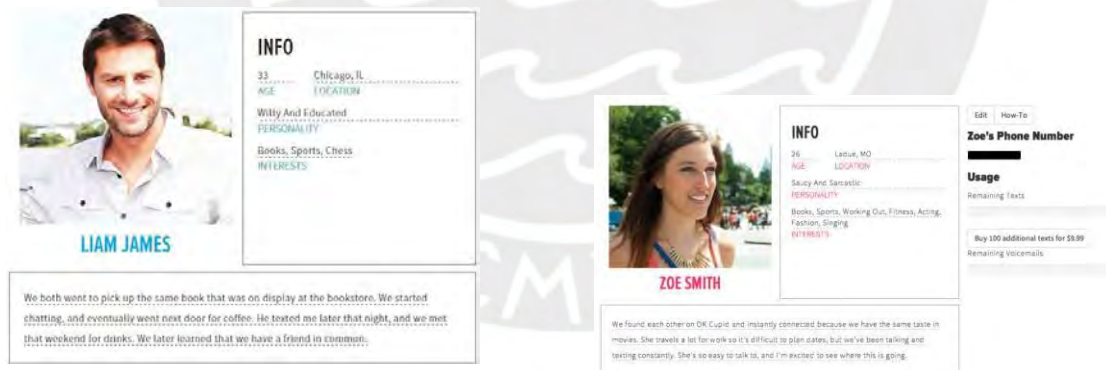 INFO
33 Chicago, IL
AGE LOCATION
Witty And Educated
PERSONALITY
Books, Sports, Chess
INTERESTS
LIAM JAMES
We both went to pick up the same book that was on display at the bookstore. We started
chatting, and eventually went next door for coffee. He texted me later that night, and we met
that weekend for drinks. We later learned that we have a friend in common.
INFO
26 Ladue, MO
AGE LOCATION
Saucy And Sarcastic
PERSONALITY
Books, Sports, Working Out, Fitness, Acting,
Fashion, Singing
INTERESTS
ZOE SMITH
Edit How-To
Zoe's Phone Number
Usage
Remaining Texts
Buy 100 additional texts for $9.99
Remaining Voicemails
We found each other on OK Cupid and instantly connected because we have the same taste in
movies. She travels a lot for work so it's difficult to plan dates, but we've been talking and
texting constantly. She's so easy to talk to, and I'm excited to see where this is going.